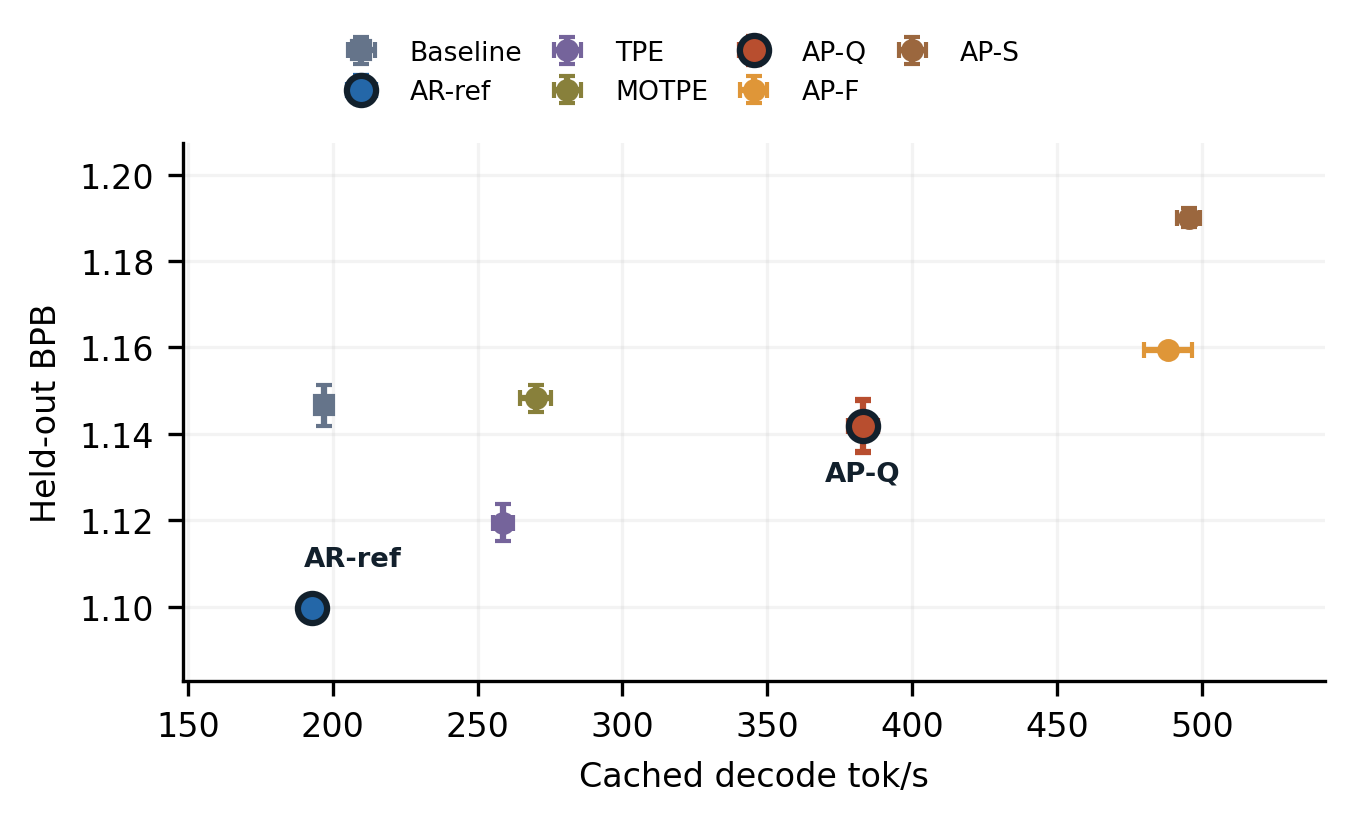 Baseline TPE AP-Q AP-S
AR-ref MOTPE AP-F
1.20
1.18
1.16
1.14
1.12
1.10
Held-out BPB
AP-Q
AR-ref
150 200 250 300 350 400 450 500
Cached decode tok/s